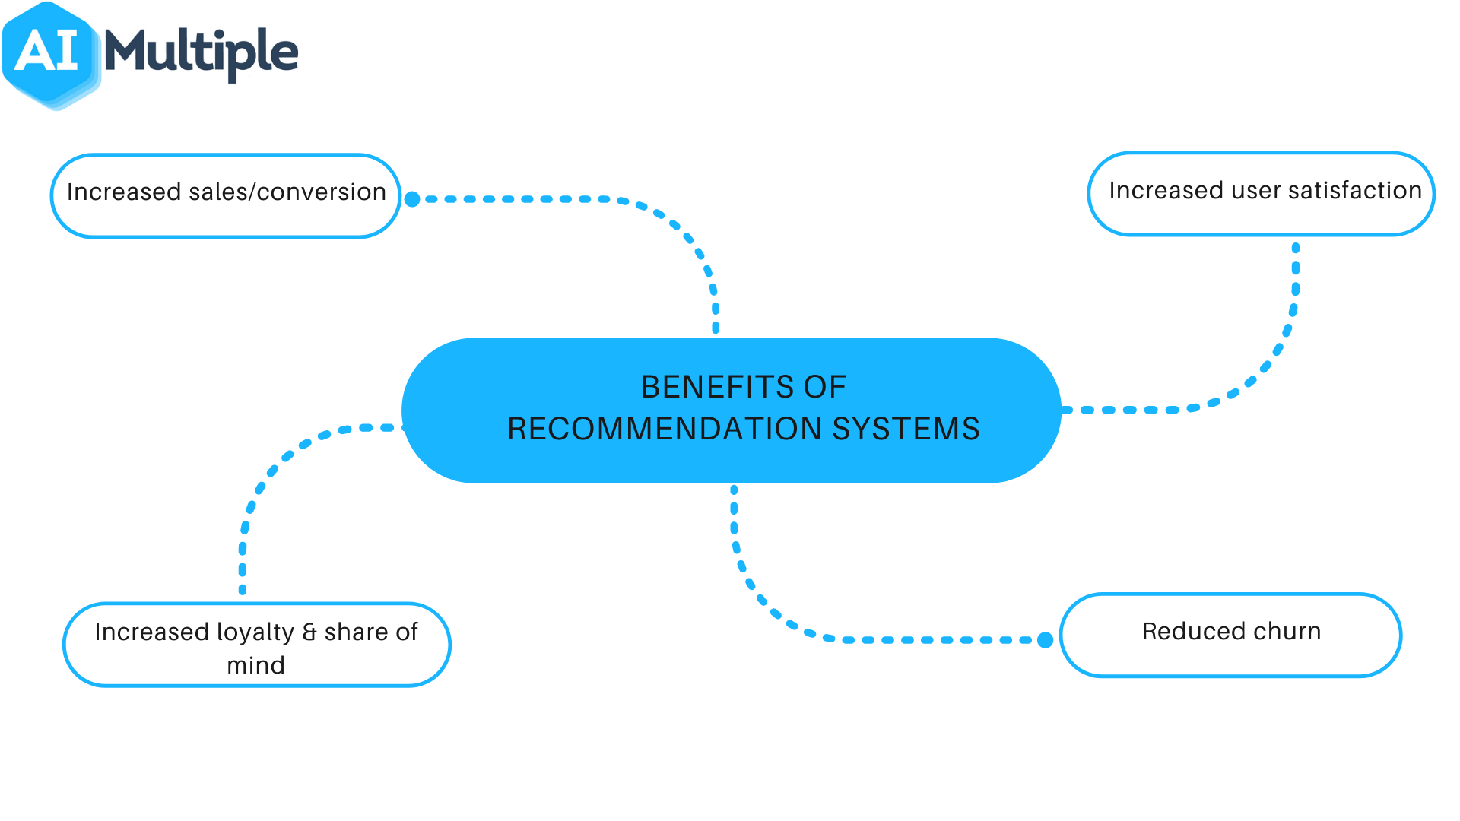 AI Multiple
Increased sales/conversion
Increased user satisfaction
BENEFITS OF
RECOMMENDATION SYSTEMS
Increased loyalty & share of
mind
Reduced churn